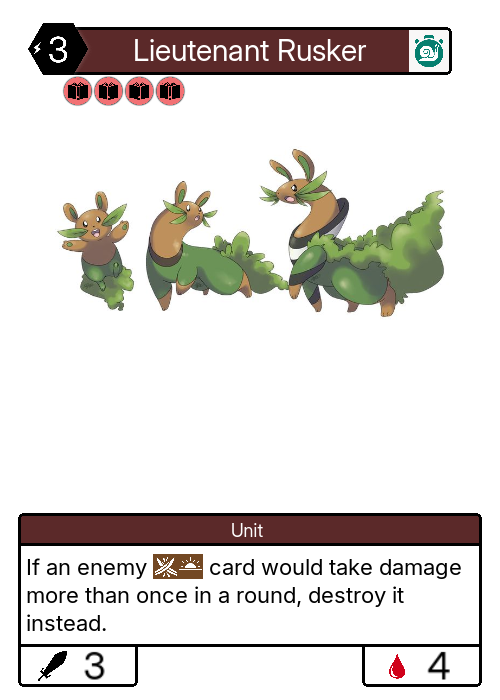 3
Lieutenant Rusker
Unit
If an enemy card would take damage
more than once in a round, destroy it
instead.
3
4